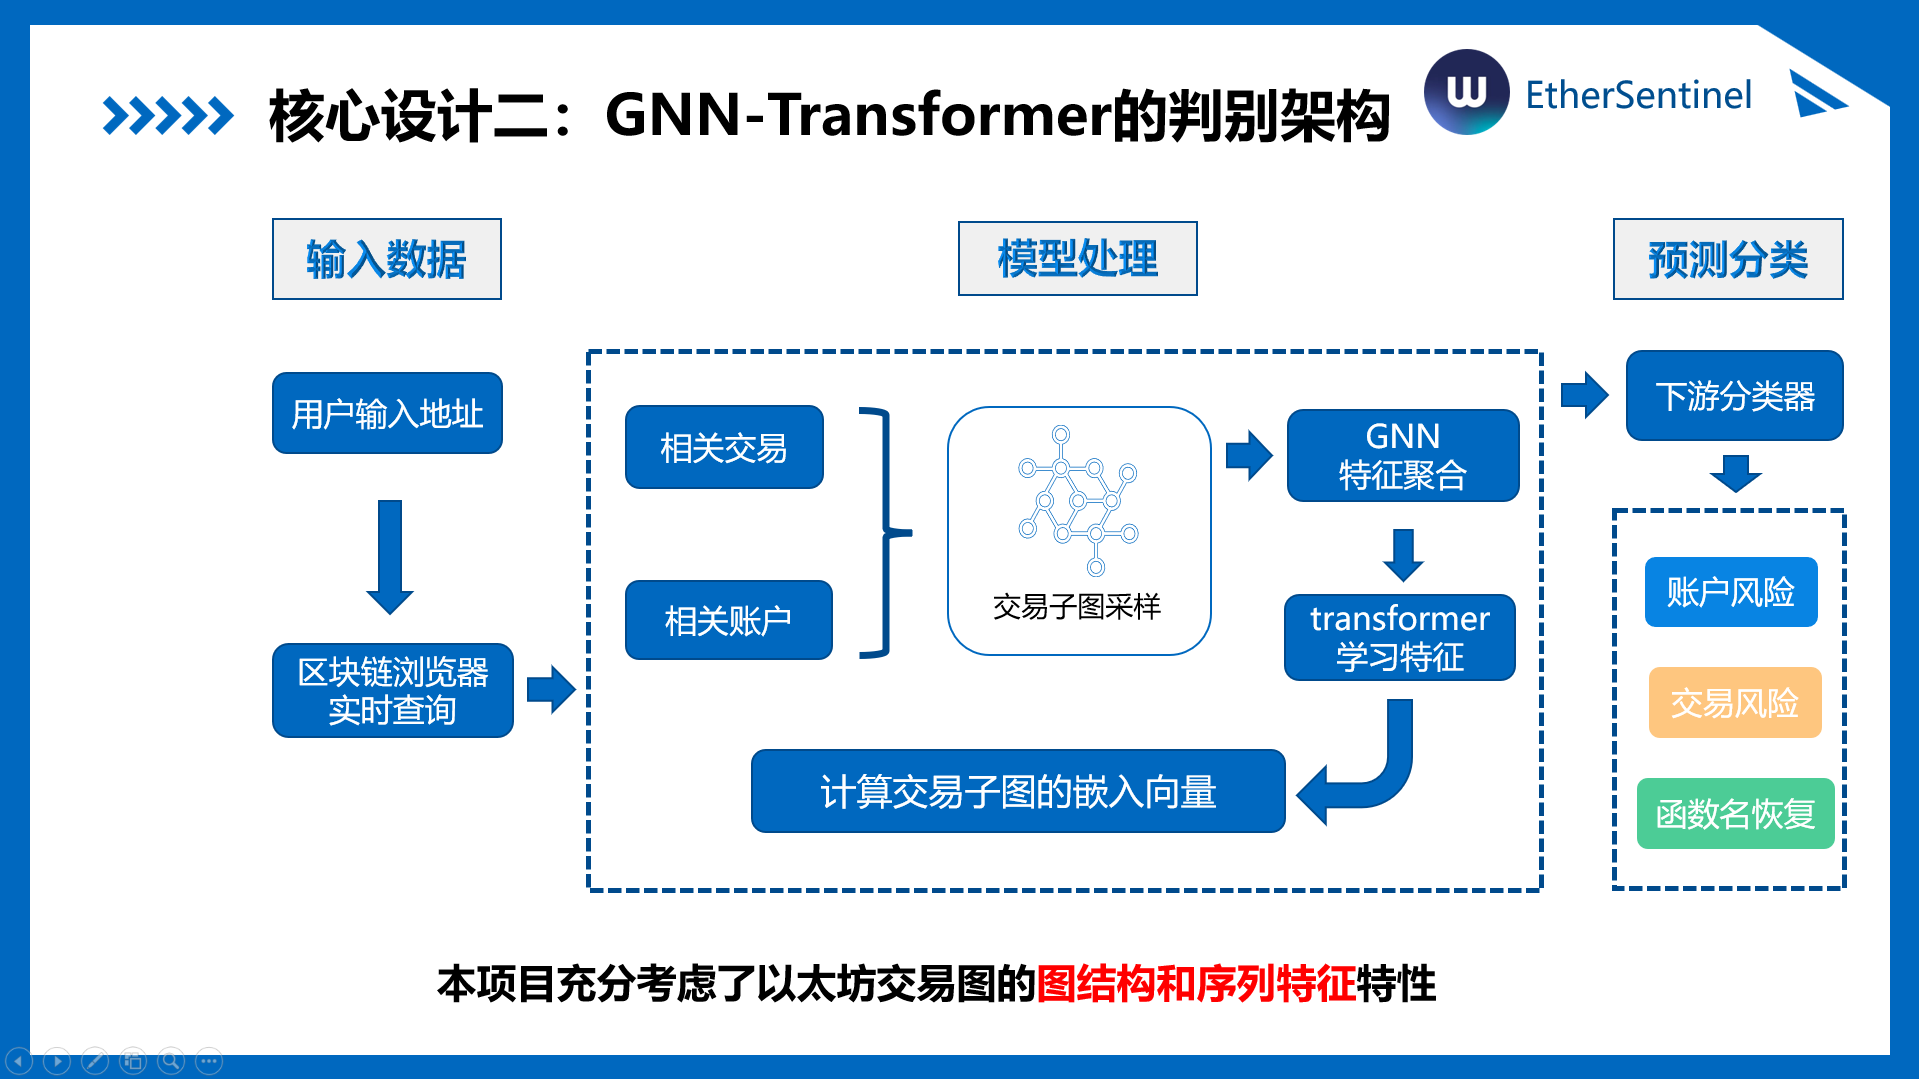 核心设计二：GNN-Transformer的判别架构
W
EtherSentinel
输入数据
模型处理
预测分类
用户输入地址
区块链浏览器
实时查询
相关交易
相关账户
交易子图采样
GNN
特征聚合
transformer
学习特征
计算交易子图的嵌入向量
下游分类器
账户风险
交易风险
函数名恢复
本项目充分考虑了以太坊交易图的图结构和序列特征特性